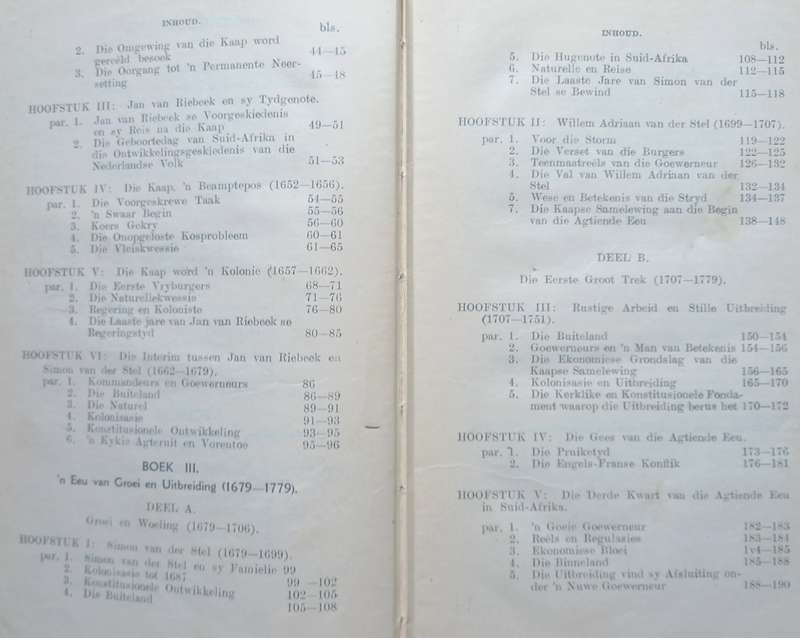 INHOUD.
bls.
2. Die Omgewing van die Kaap word
gereëld besoek 44—45
3. Die Oorgang tot 'n Permanente Neer-
setting 45—48
HOOFSTUK III: Jan van Riebeek en sy Tydgenote.
par. 1. Jan van Riebeek se Voorgeskiedenis
en sy Reis na die Kaap 49—51
2. Die Geboortedag van Suid-Afrika in
die Ontwikkelingsgeskiedenis van die
Nederlandse Volk 51—53
HOOFSTUK IV: Die Kaap, 'n Beamptepos (1652—1656).
par. 1. Die Voorgeskrewe Taak 54—55
2. 'n Swaar Begin 55—56
3. Koers Gekry 56—60
4. Die Onopgeloste Kosprobleem 60—61
5. Die Vleiskwessie 61—65
HOOFSTUK V: Die Kaap word 'n Kolonie (1657—1662).
par. 1. Die Eerste Vryburgers 68—71
2. Die Naturellekwessie 71—76
3. Regering en Koloniste 76—80
4. Die Laaste jare van Jan van Riebeek se
Regeringstyd 80—85
HOOFSTUK VI: Die Interim tussen Jan van Riebeek en
Simon van der Stel (1662—1679).
par. 1. Kommandeurs en Goewerneurs 86
2. Die Buiteland 86—89
3. Die Naturel 89—91
4. Kolonisasie 91—93
5. Konstitusionele Ontwikkeling 93—95
6. 'n Kykie Agteruit en Vorentoe 95—96
BOEK III.
'n Eeu van Groei en Uitbreiding (1679—1779).
DEEL A.
Groei en Woeling (1679—1706).
HOOFSTUK I: Simon van der Stel (1679—1699).
par. 1. Simon van der Stel en sy Familie 99
2. Kolonisasie tot 1687 99 —102
3. Konstitusionele Ontwikkeling 102—105
4. Die Buiteland 105—108
INHOUD.
bls.
5. Die Hugenote in Suid-Afrika 108—112
6. Naturelle en Reise 112—115
7. Die Laaste Jare van Simon van der
Stel se Bewind 115—118
HOOFSTUK II: Willem Adriaan van der Stel (1699—1707).
par. 1. Voor die Storm 119—122
2. Die Verset van die Burgers 122—125
3. Teenmaatreëls van die Goewerneur 126—132
4. Die Val van Willem Adriaan van der
Stel 132—134
5. Wese en Betekenis van die Stryd 134—137
7. Die Kaapse Samelewing aan die Begin
van die Agtiende Eeu 138—148
DEEL B.
Die Eerste Groot Trek (1707—1779).
HOOFSTUK III: Rustige Arbeid en Stille Uitbreiding
(1707—1751).
par. 1. Die Buiteland 150—154
2. Goewerneurs en 'n Man van Betekenis 154—156
3. Die Ekonomiese Grondslag van die
Kaapse Samelewing 156—165
4. Kolonisasie en Uitbreiding 165—170
5. Die Kerklike en Konstitusionele Fonda-
ment waarop die Uitbreiding berus het 170—172
HOOFSTUK IV: Die Gees van die Agtiende Eeu.
par. 1. Die Pruiketyd 173—176
2. Die Engels-Franse Konflik 176—181
HOOFSTUK V: Die Derde Kwart van die Agtiende Eeu
in Suid-Afrika.
par. 1. 'n Goeie Goewerneur 182—183
2. Reëls en Regulasies 183—184
3. Ekonomiese Bloei 1v4—185
4. Die Binneland 185—188
5. Die Uitbreiding vind sy Afsluiting on-
der 'n Nuwe Goewerneur 188—190